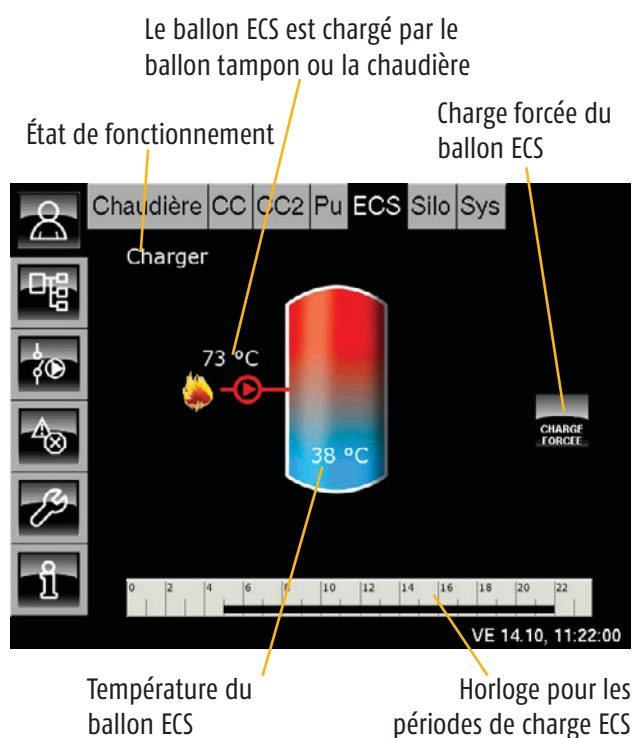 Le ballon ECS est chargé par le
ballon tampon ou la chaudière
Charge forcée du
ballon ECS
État de fonctionnement
Chaudière CC CC2 Pu ECS Silo Sys
Charger
73 °C
CHARGE
FORCEE
38 °C
0 2 4 6 8 10 12 14 16 18 20 22
VE 14.10, 11:22:00
Température du
ballon ECS
Horloge pour les
périodes de charge ECS